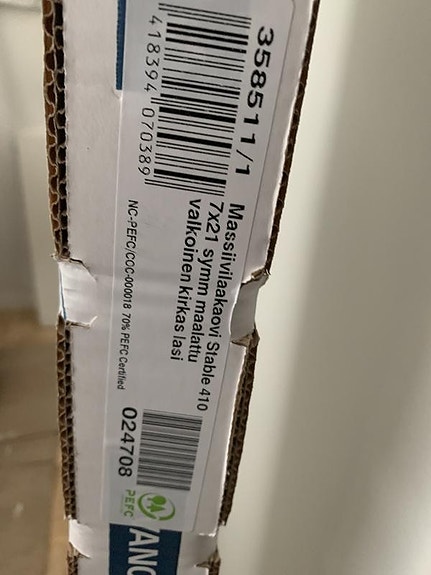 358511/1
418394 070389
Massiivilaakaovi Stable 410
7x21 symm maalattu
valkoinen kirkas lasi
NC-PEFC/COC-000018 70% PEFC Certified
024708
PEFC